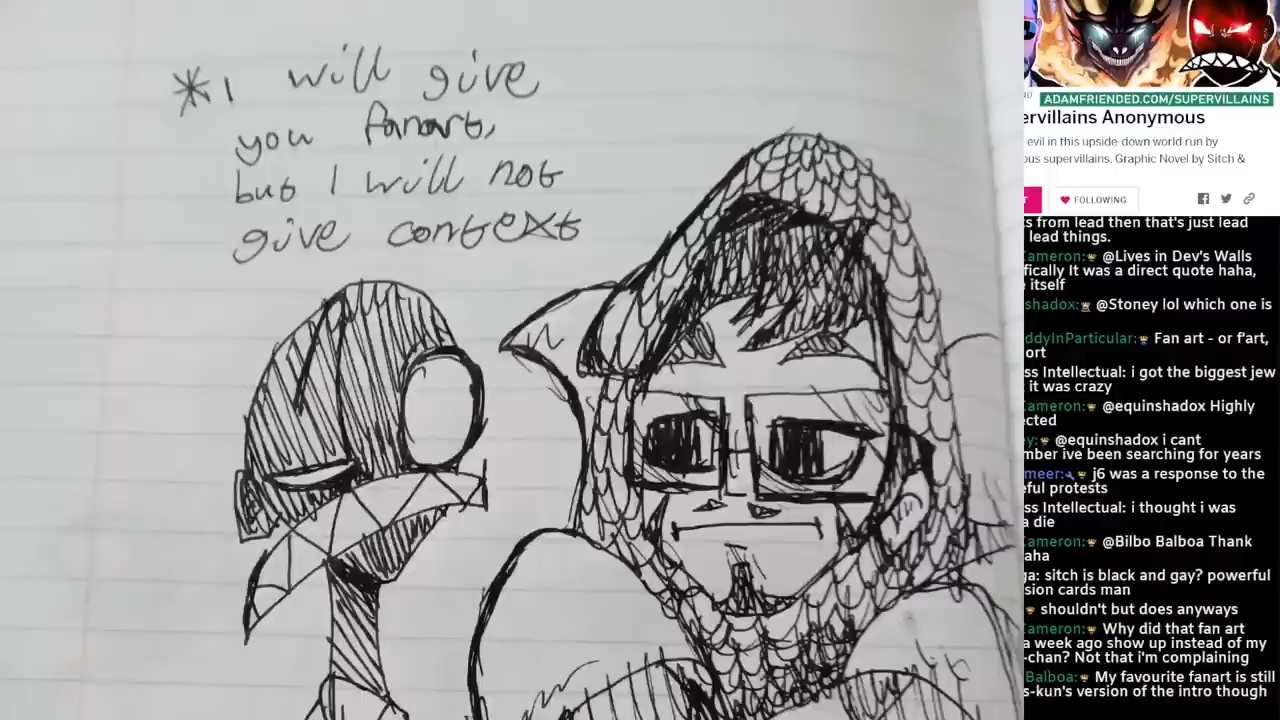 *I will give
you fanart,
but I will not
give context
ADAMFRIENDED.COM/SUPERVILLAINS
ervillains Anonymous
evil in this upside-down world run by
ous supervillains. Graphic Novel by Sitch &
FOLLOWING
s from lead then that's just lead
lead things.
Cameron: @Lives in Dev's Walls
fically It was a direct quote haha,
itself
shadox: @Stoney lol which one is
ddyInParticular: Fan art - or f'art,
ort
ss Intellectual: i got the biggest jew
it was crazy
Cameron: @equinshadox Highly
cted
y: @equinshadox i cant
mber ive been searching for years
meer: j6 was a response to the
eful protests
ss Intellectual: i thought i was
a die
Cameron: @Bilbo Balboa Thank
aha
ga: sitch is black and gay? powerful
sion cards man
shouldn't but does anyways
Cameron: Why did that fan art
a week ago show up instead of my
-chan? Not that i'm complaining
Balboa: My favourite fanart is still
s-kun's version of the intro though